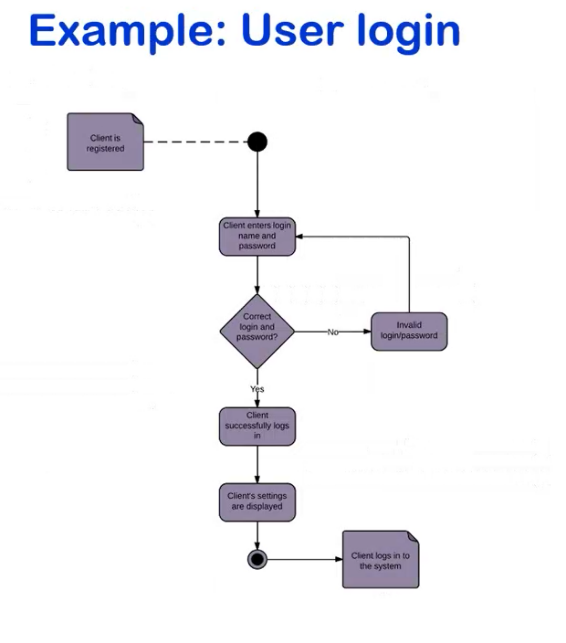 Example: User login
Client is
registered
Client enters login
name and
password
Correct
login and
password?
No
Invalid
login/password
Yes
Client
successfully logs
in
Client's settings
are displayed
Client logs in to
the system